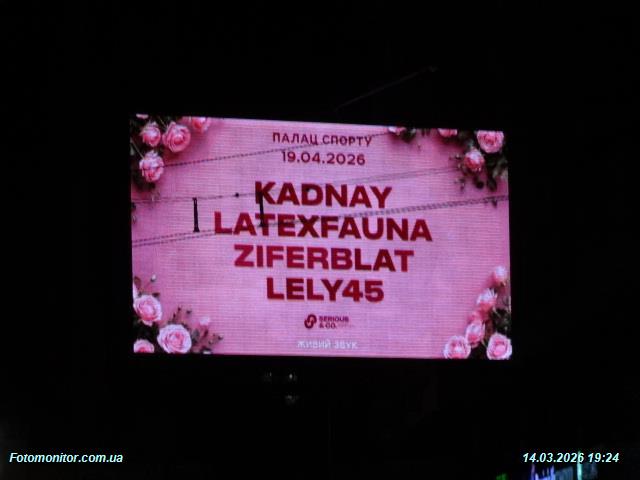 ПАЛАЦ СПОРТУ
19.04.2026
KADNAY
LATEXFAUNA
ZIFERBLAT
LELY45
SERIOUS
& CO.
ЖИВИЙ ЗВУК
Fotomonitor.com.ua
14.03.2026 19:24